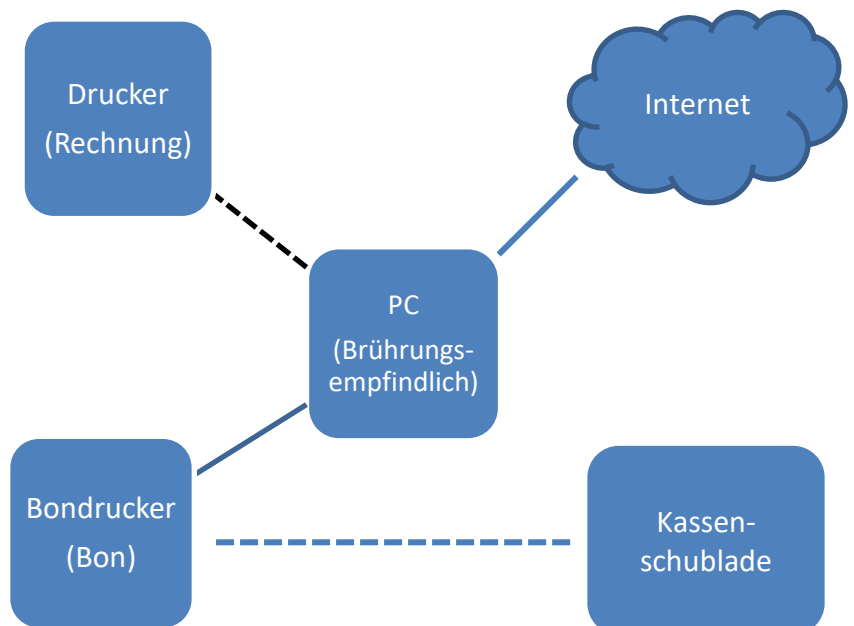 Drucker
(Rechnung)
Internet
PC
(Brührungs-
empfindlich)
Bondrucker
(Bon)
Kassen-
schublade